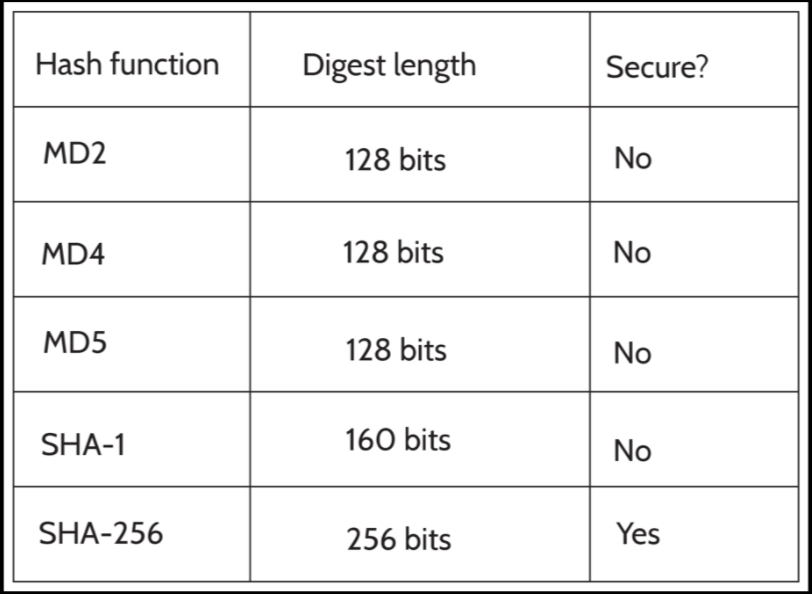 Hash function Digest length Secure?
MD2 128 bits No
MD4 128 bits No
MD5 128 bits No
SHA-1 160 bits No
SHA-256 256 bits Yes